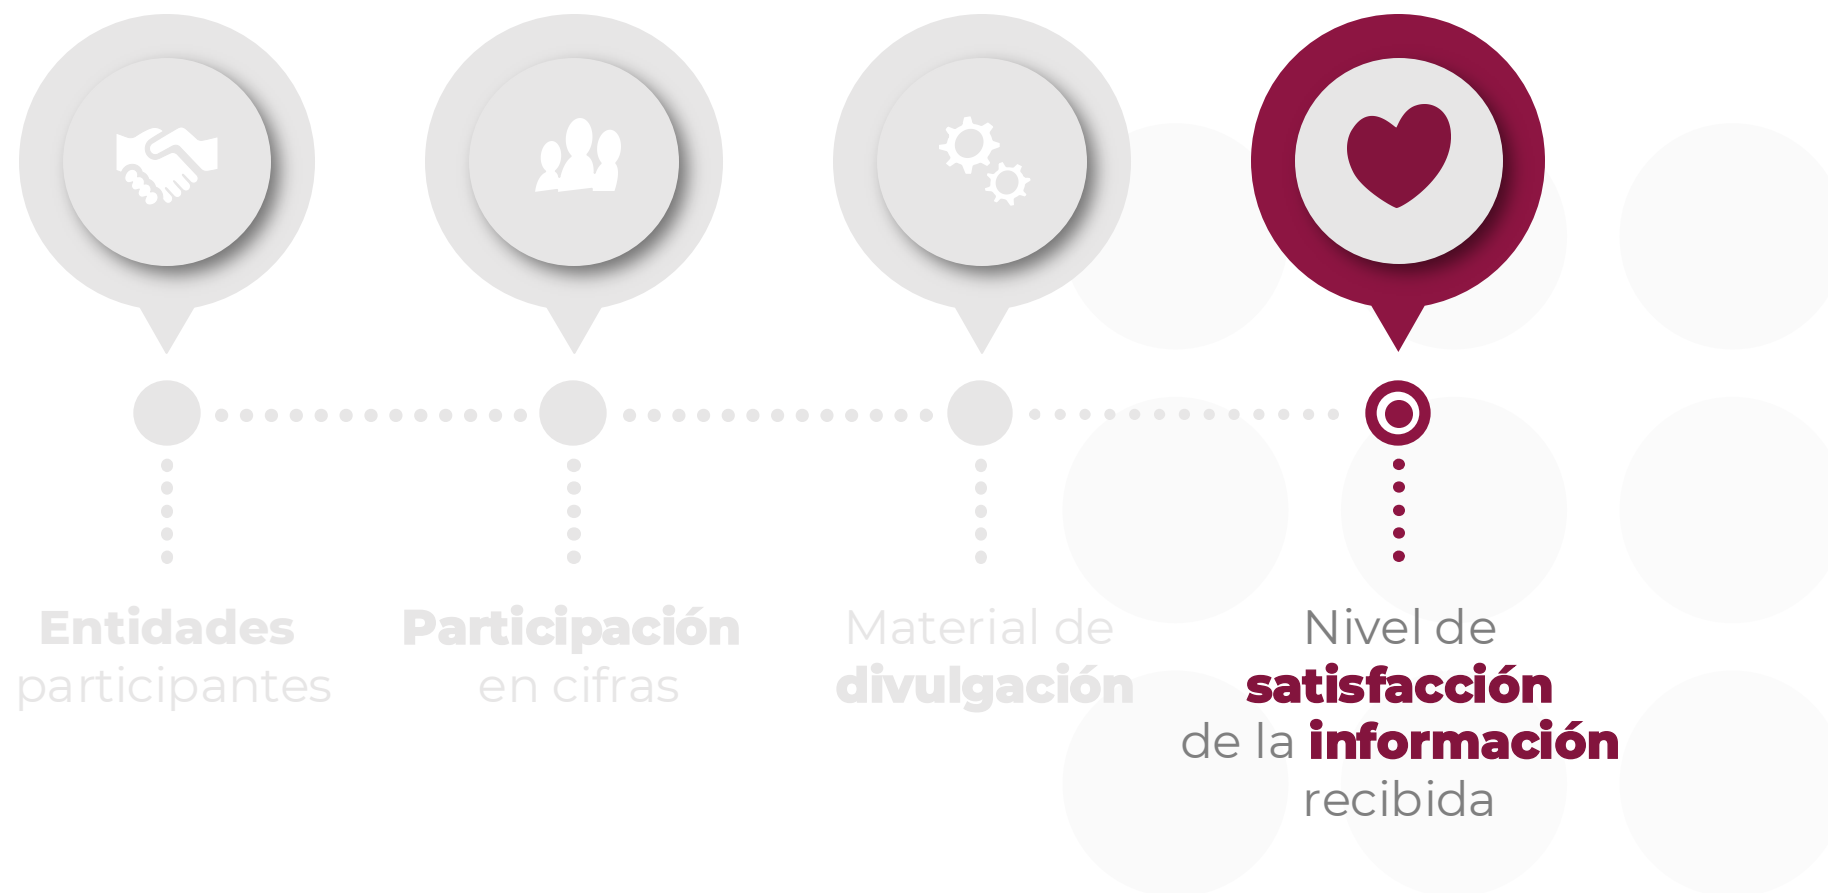 Entidades
participantes
Participación
en cifras
Material de
divulgación
Nivel de
satisfacción
de la información
recibida